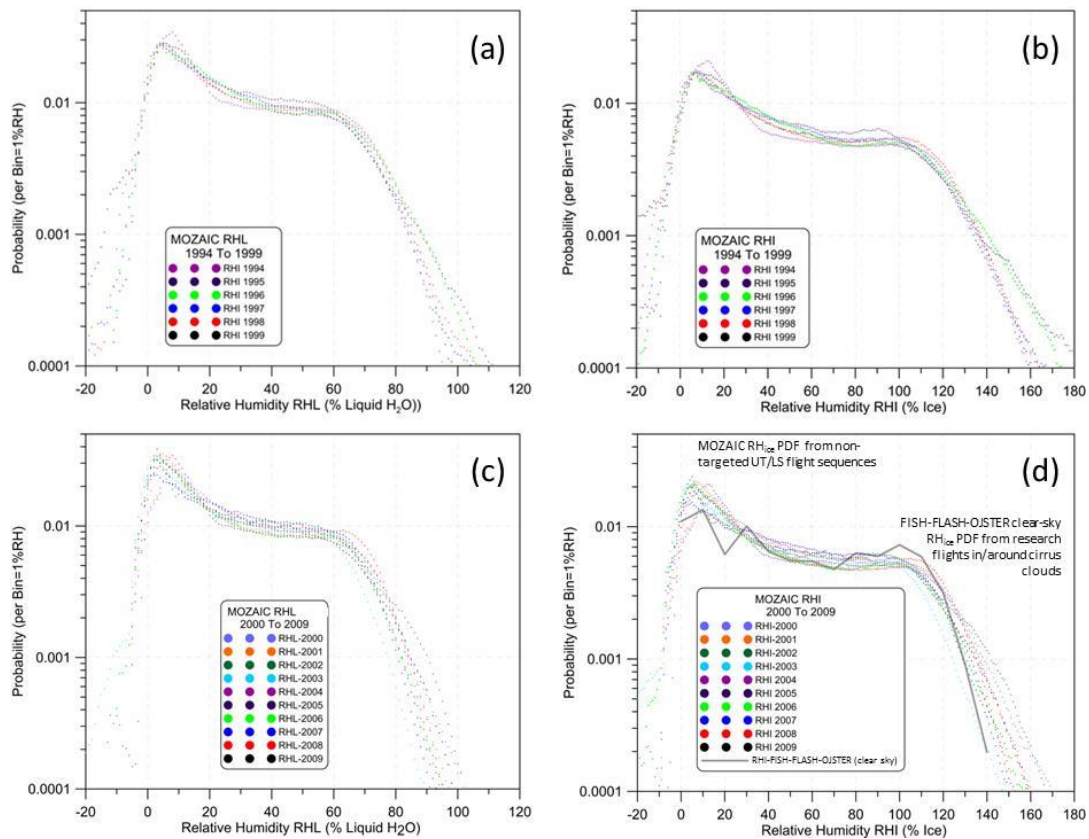 (a)
0.01
0.001
0.0001
Probability (per Bin=1%RH)
MOZAIC RHL
1994 To 1999
RHI 1994
RHI 1995
RHI 1996
RHI 1997
RHI 1998
RHI 1999
-20 0 20 40 60 80 100 120
Relative Humidity RHL (% Liquid H2O))
(b)
0.01
0.001
0.0001
Probability (per Bin=1%RH)
MOZAIC RHI
1994 To 1999
RHI 1994
RHI 1995
RHI 1996
RHI 1997
RHI 1998
RHI 1999
-20 0 20 40 60 80 100 120 140 160 180
Relative Humidity RHI (% Ice)
(c)
0.01
0.001
0.0001
Probability (per Bin=1%RH)
MOZAIC RHL
2000 To 2009
RHL-2000
RHL-2001
RHL-2002
RHL-2003
RHL-2004
RHL-2005
RHL-2006
RHL-2007
RHL-2008
RHL-2009
-20 0 20 40 60 80 100 120
Relative Humidity RHL (% Liquid H2O)
MOZAIC RHice PDF from non-
targeted UT/LS flight sequences
(d)
FISH-FLASH-OJSTER clear-sky
RHice PDF from research
flights in/around cirrus
clouds
0.01
0.001
0.0001
Probability (per Bin=1%RH)
MOZAIC RHI
2000 To 2009
RHI-2000
RHI-2001
RHI-2002
RHI-2003
RHI 2004
RHI 2005
RHI 2006
RHI 2007
RHI 2008
RHI 2009
RHI-FISH-FLASH-OJSTER (clear sky)
-20 0 20 40 60 80 100 120 140 160 180
Relative Humidity RHI (% Ice)